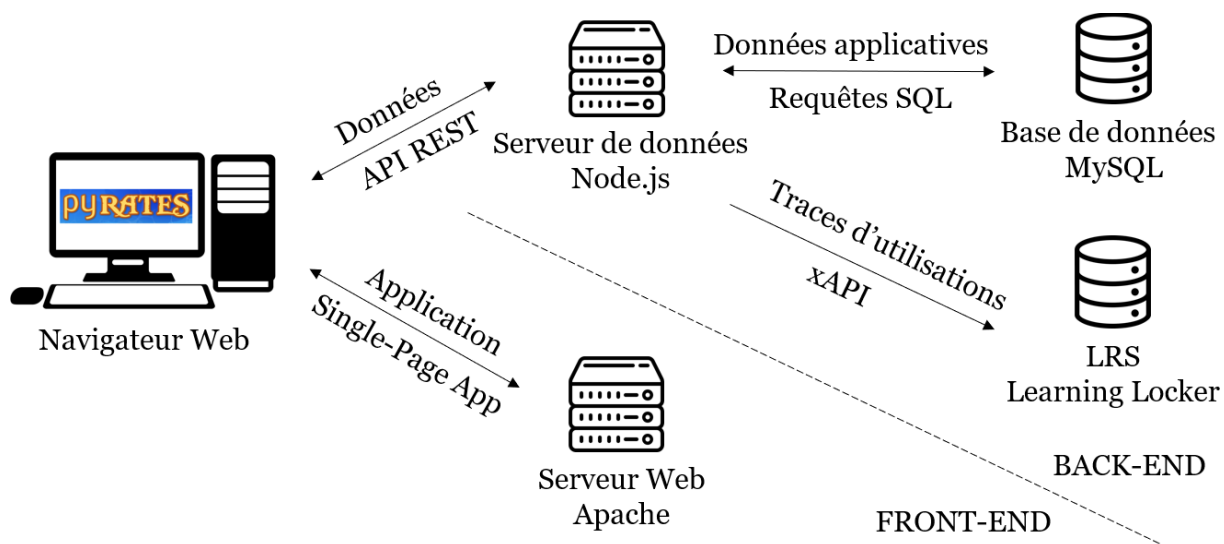 Données applicatives
Requêtes SQL
Données
API REST
Serveur de données
Node.js
Base de données
MySQL
pyRATES
Navigateur Web
Traces d'utilisations
xAPI
Application
Single-Page App
LRS
Learning Locker
Serveur Web
Apache
BACK-END
FRONT-END